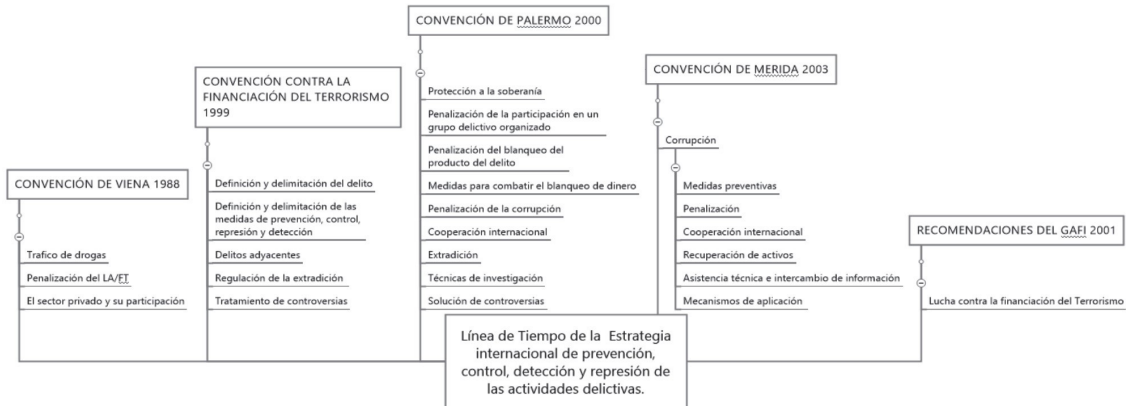 CONVENCIÓN DE VIENA 1988
Trafico de drogas
Penalización del LA/FT
El sector privado y su participación
CONVENCIÓN CONTRA LA
FINANCIACIÓN DEL TERRORISMO
1999
Definición y delimitación del delito
Definición y delimitación de las
medidas de prevención, control,
represión y detección
Delitos adyacentes
Regulación de la extradición
Tratamiento de controversias
CONVENCIÓN DE PALERMO 2000
Protección a la soberanía
Penalización de la participación en un
grupo delictivo organizado
Penalización del blanqueo del
producto del delito
Medidas para combatir el blanqueo de dinero
Penalización de la corrupción
Cooperación internacional
Extradición
Técnicas de investigación
Solución de controversias
CONVENCIÓN DE MERIDA 2003
Corrupción
Medidas preventivas
Penalización
Cooperación internacional
Recuperación de activos
Asistencia técnica e intercambio de información
Mecanismos de aplicación
RECOMENDACIONES DEL GAFI 2001
Lucha contra la financiación del Terrorismo
Línea de Tiempo de la Estrategia
internacional de prevención,
control, detección y represión de
las actividades delictivas.